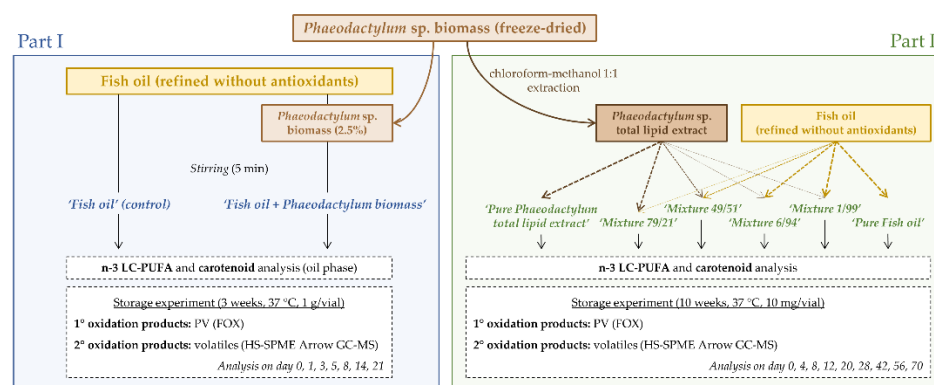 Phaeodactylum sp. biomass (freeze-dried)
Part I
Fish oil (refined without antioxidants)
Phaeodactylum sp.
biomass (2.5%)
Stirring (5 min)
'Fish oil' (control)
'Fish oil + Phaeodactylum biomass'
n-3 LC-PUFA and carotenoid analysis (oil phase)
Storage experiment (3 weeks, 37 °C, 1 g/vial)
1° oxidation products: PV (FOX)
2° oxidation products: volatiles (HS-SPME Arrow GC-MS)
Analysis on day 0, 1, 3, 5, 8, 14, 21
Part I
chloroform-methanol 1:1
extraction
Phaeodactylum sp.
total lipid extract
Fish oil
(refined without antioxidants)
'Pure Phaeodactylum
total lipid extract'
'Mixture 79/21'
'Mixture 49/51'
'Mixture 6/94'
'Mixture 1/99'
'Pure Fish oil'
n-3 LC-PUFA and carotenoid analysis
Storage experiment (10 weeks, 37 °C, 10 mg/vial)
1° oxidation products: PV (FOX)
2° oxidation products: volatiles (HS-SPME Arrow GC-MS)
Analysis on day 0, 4, 8, 12, 20, 28, 42, 56, 70